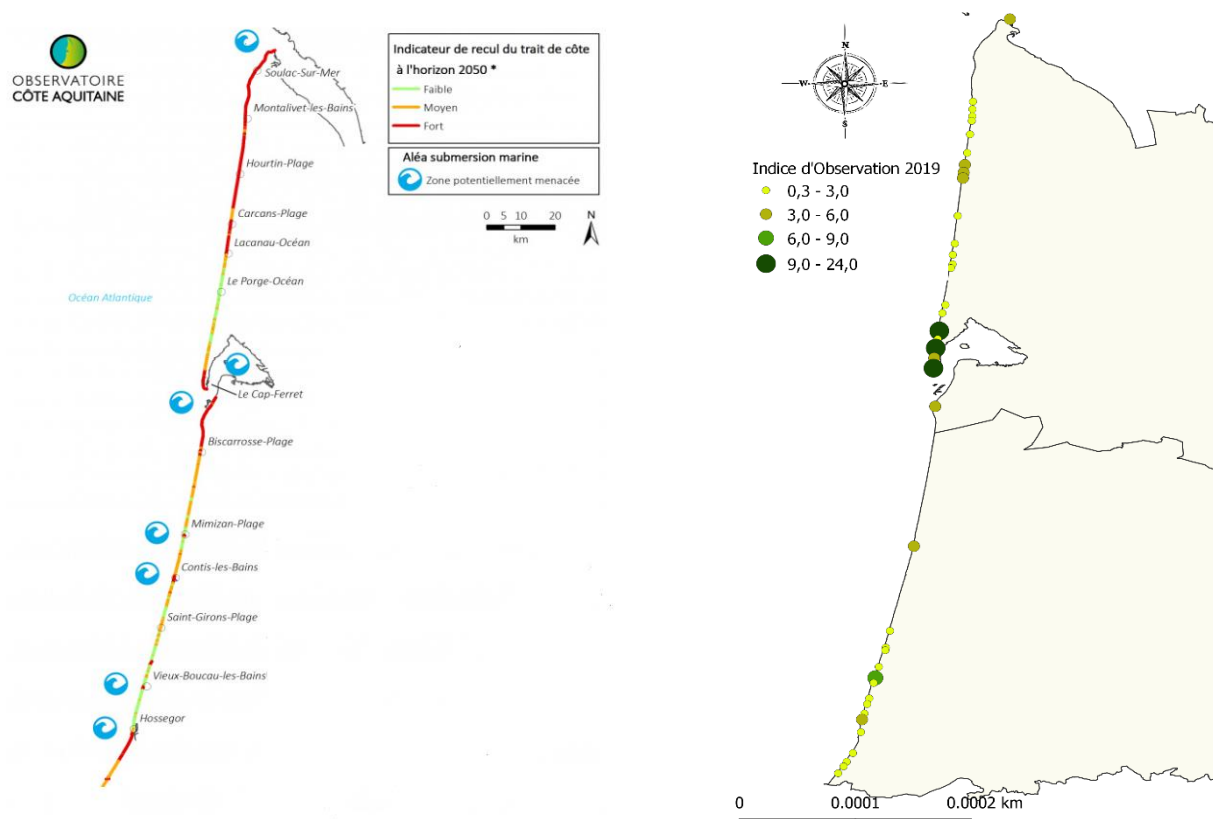 OBSERVATOIRE
CÔTE AQUITAINE
Indicateur de recul du trait de côte
à l'horizon 2050 *
Faible
Moyen
Fort
Aléa submersion marine
Zone potentiellement menacée
0 5 10 20
km
N
Soulac-Sur-Mer
Montalivet-les-Bains
Hourtin-Plage
Carcans-Plage
Lacanau-Océan
Le Porge-Océan
Océan Atlantique
Le Cap-Ferret
Biscarrosse-Plage
Mimizan-Plage
Contis-les-Bains
Saint-Girons-Plage
Vieux-Boucau-les-Bains
Hossegor
N
W
E
S
Indice d'Observation 2019
0,3 - 3,0
3,0 - 6,0
6,0 - 9,0
9,0 - 24,0
0 0.0001 0.0002 km